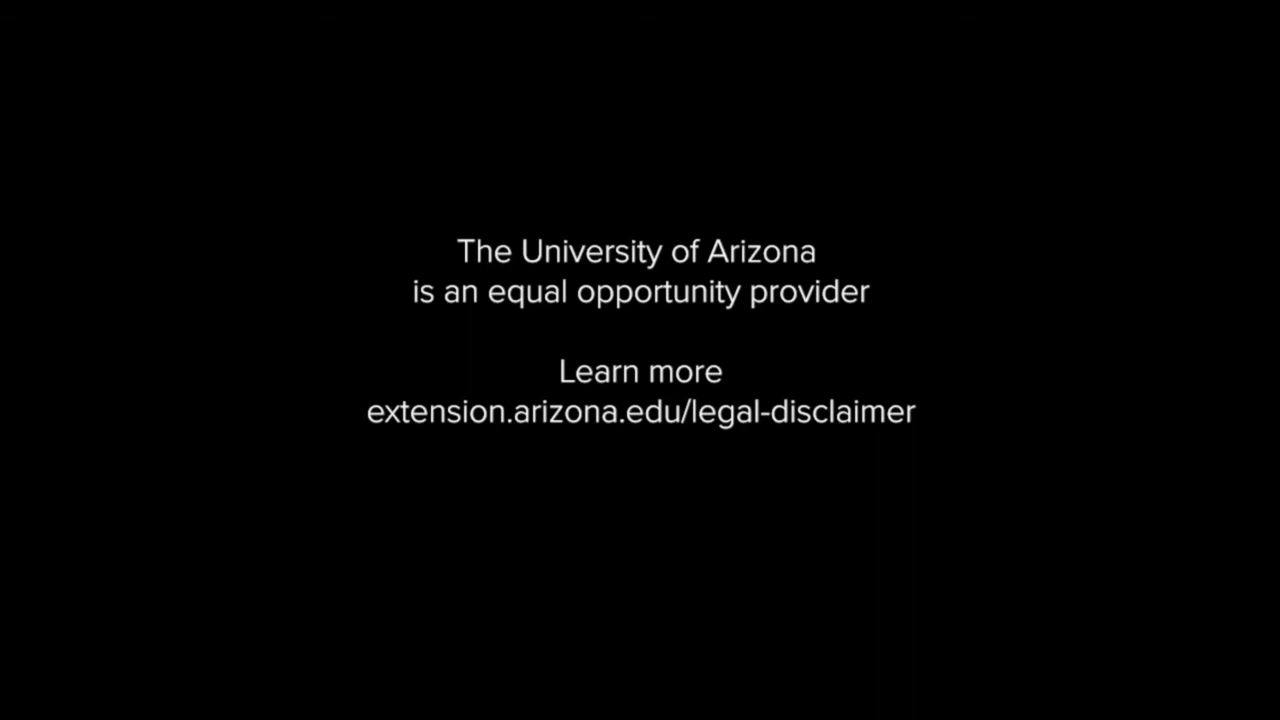 The University of Arizona
is an equal opportunity provider
Learn more
extension.arizona.edu/legal-disclaimer